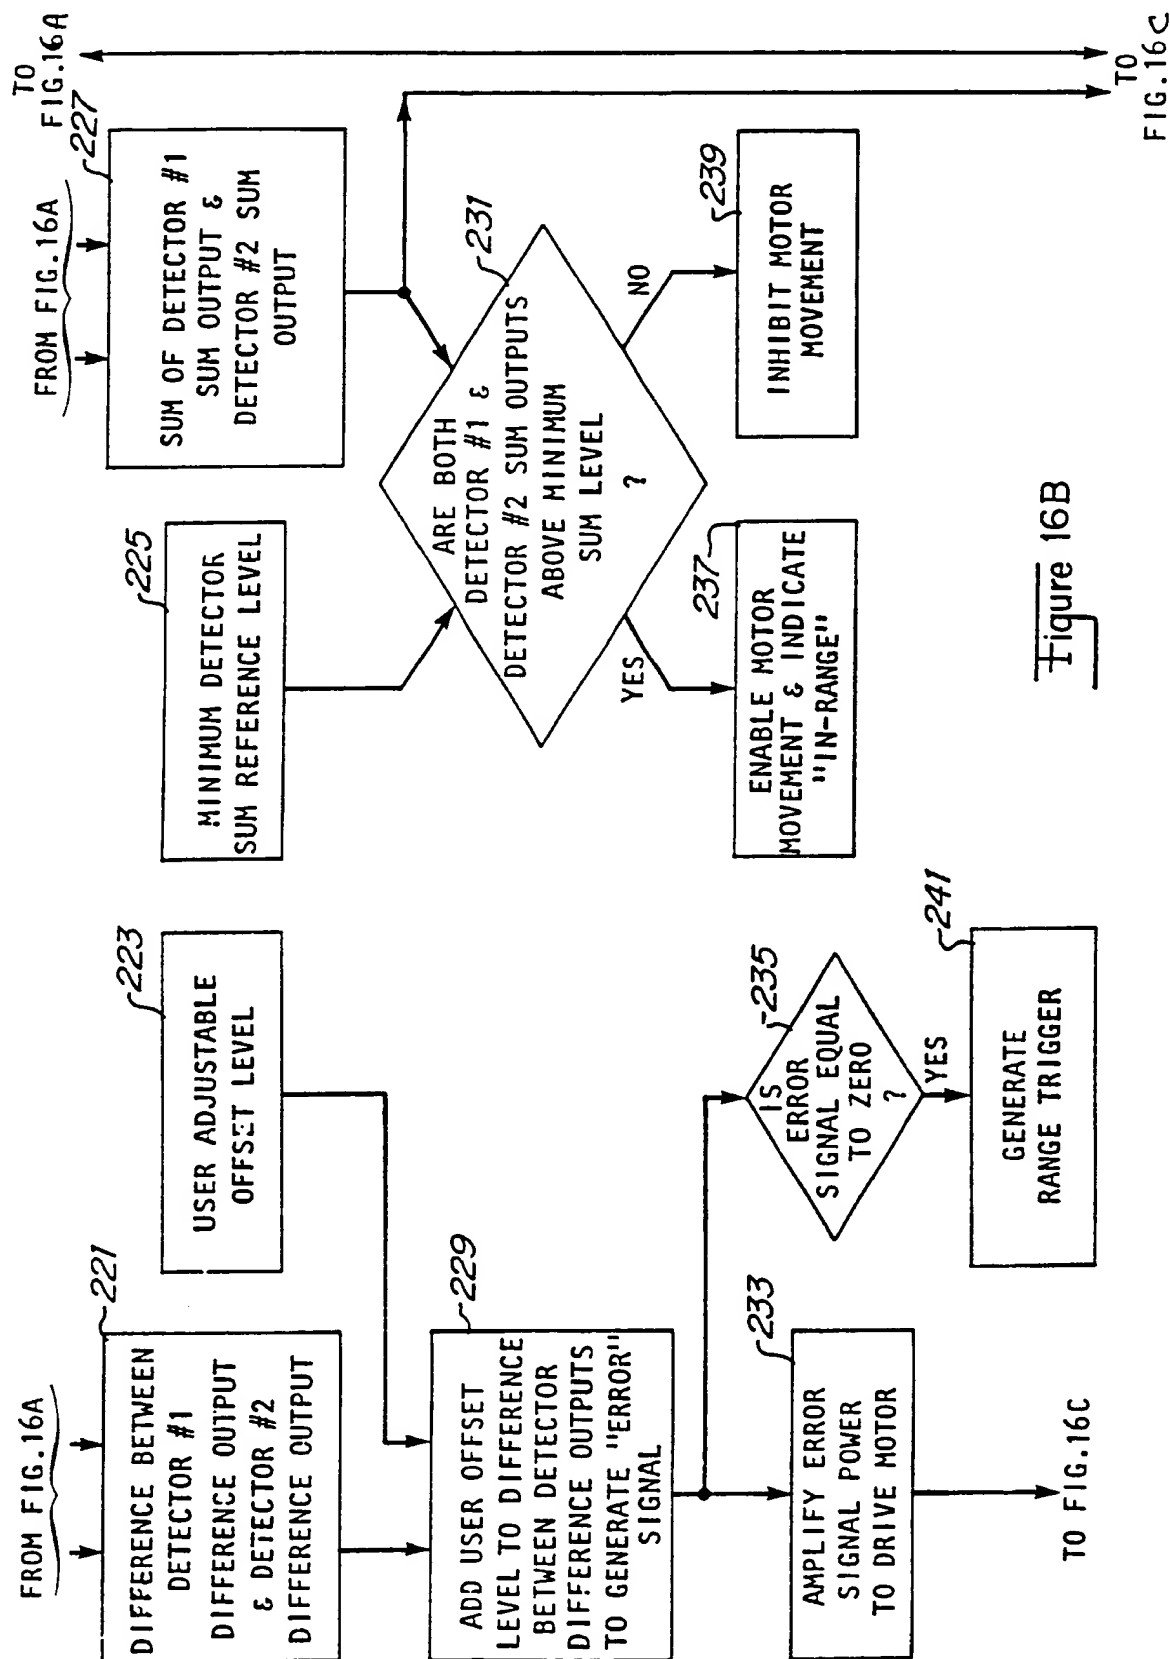 FROM FIG.16A
221
DIFFERENCE BETWEEN
DETECTOR #1
DIFFERENCE OUTPUT
& DETECTOR #2
DIFFERENCE OUTPUT
223
USER ADJUSTABLE
OFFSET LEVEL
225
MINIMUM DETECTOR
SUM REFERENCE LEVEL
FROM FIG.16A
227
SUM OF DETECTOR #1
SUM OUTPUT &
DETECTOR #2 SUM
OUTPUT
TO
FIG.16A
229
ADD USER OFFSET
LEVEL TO DIFFERENCE
BETWEEN DETECTOR
DIFFERENCE OUTPUTS
TO GENERATE "ERROR"
SIGNAL
231
ARE BOTH
DETECTOR #1 &
DETECTOR #2 SUM OUTPUTS
ABOVE MINIMUM
SUM LEVEL
?
YES
NO
233
AMPLIFY ERROR
SIGNAL POWER
TO DRIVE MOTOR
235
IS
ERROR
SIGNAL EQUAL
TO ZERO
?
YES
237
ENABLE MOTOR
MOVEMENT & INDICATE
"IN-RANGE"
239
INHIBIT MOTOR
MOVEMENT
241
GENERATE
RANGE TRIGGER
TO FIG.16C
TO
FIG.16C
Figure 16B